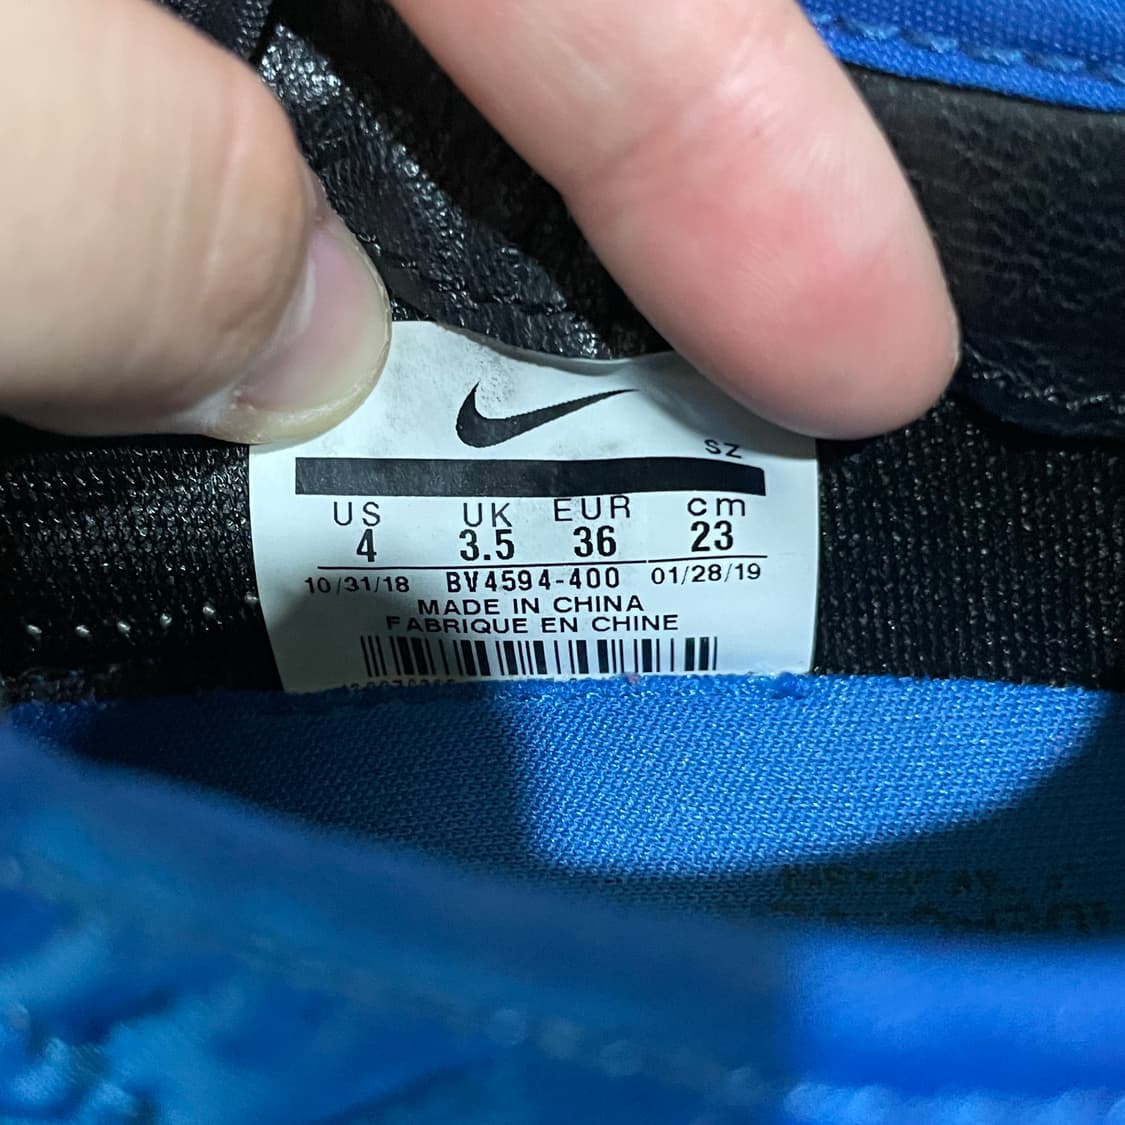 SZ
US UK EUR cm
4 3.5 36 23
10/31/18 BV4594-400 01/28/19
MADE IN CHINA
FABRIQUE EN CHINE